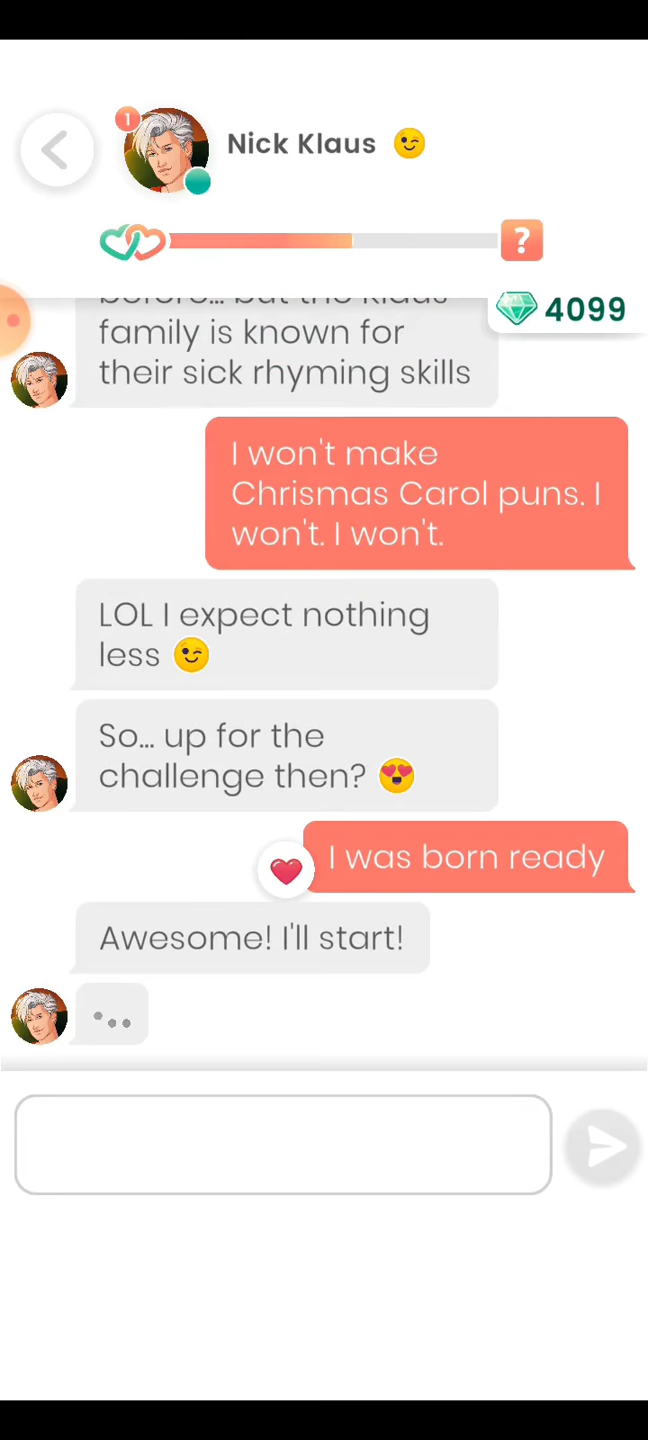 1
Nick Klaus 😉
?
4099
family is known for
their sick rhyming skills
I won't make
Chrismas Carol puns. I
won't. I won't.
LOL I expect nothing
less 😉
So... up for the
challenge then? 😍
I was born ready
Awesome! I'll start!